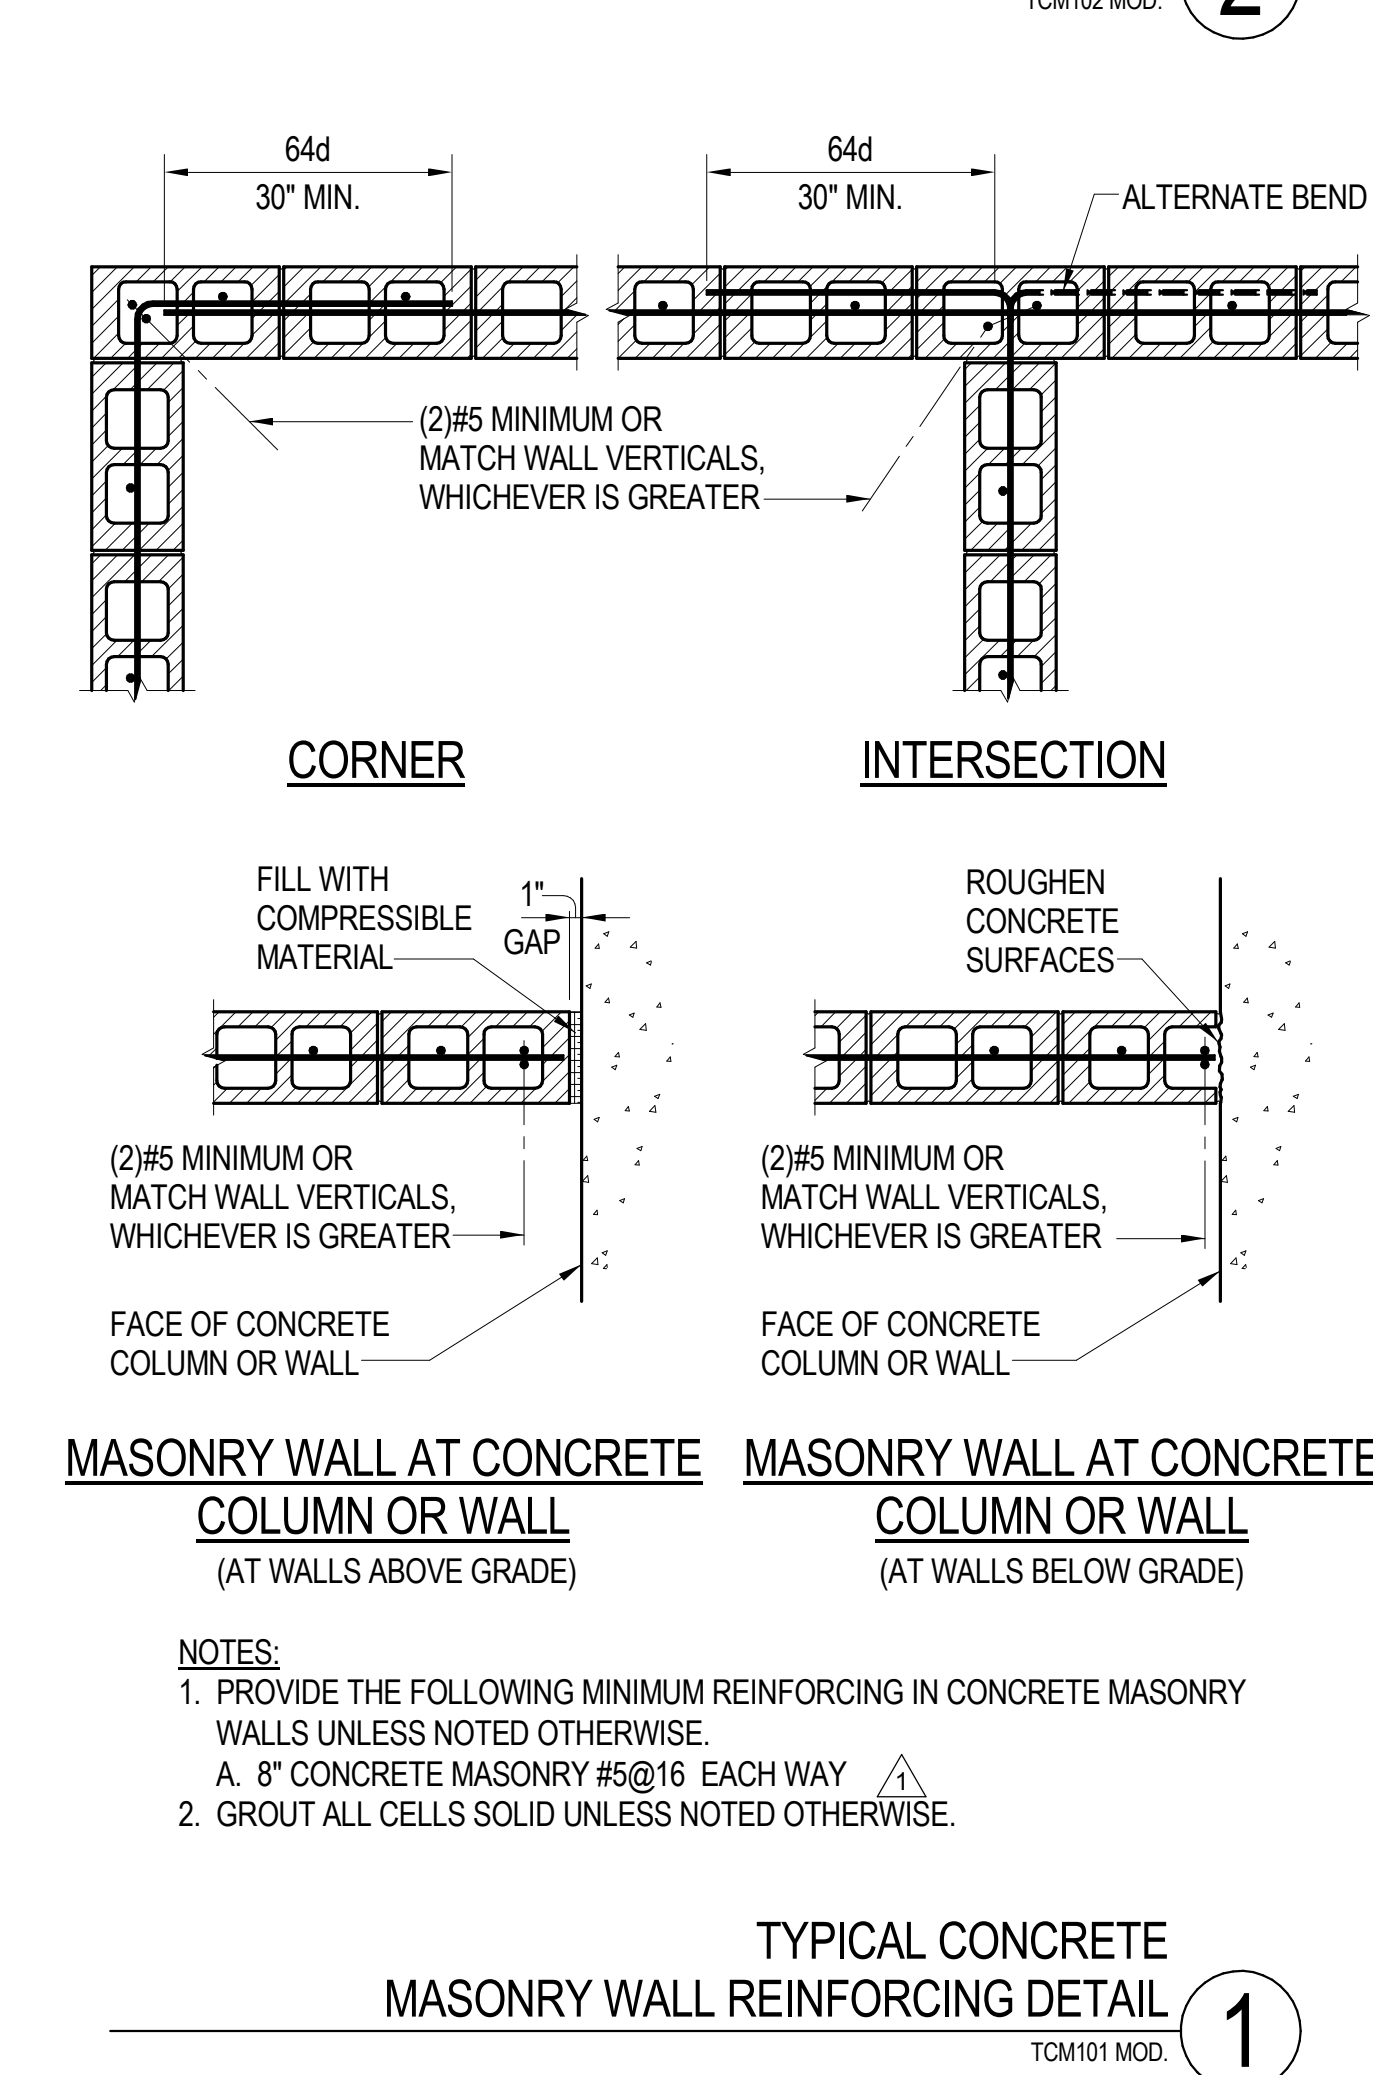 TCM102 MOD.
2
64d
30" MIN.
64d
30" MIN.
ALTERNATE BEND
(2)#5 MINIMUM OR
MATCH WALL VERTICALS,
WHICHEVER IS GREATER
CORNER
INTERSECTION
FILL WITH
COMPRESSIBLE
MATERIAL
1"
GAP
ROUGHEN
CONCRETE
SURFACES
(2)#5 MINIMUM OR
MATCH WALL VERTICALS,
WHICHEVER IS GREATER
FACE OF CONCRETE
COLUMN OR WALL
(2)#5 MINIMUM OR
MATCH WALL VERTICALS,
WHICHEVER IS GREATER
FACE OF CONCRETE
COLUMN OR WALL
MASONRY WALL AT CONCRETE
COLUMN OR WALL
(AT WALLS ABOVE GRADE)
MASONRY WALL AT CONCRETE
COLUMN OR WALL
(AT WALLS BELOW GRADE)
NOTES:
1. PROVIDE THE FOLLOWING MINIMUM REINFORCING IN CONCRETE MASONRY
WALLS UNLESS NOTED OTHERWISE.
A. 8" CONCRETE MASONRY #5@16 EACH WAY 1
2. GROUT ALL CELLS SOLID UNLESS NOTED OTHERWISE.
TYPICAL CONCRETE
MASONRY WALL REINFORCING DETAIL
1
TCM101 MOD.